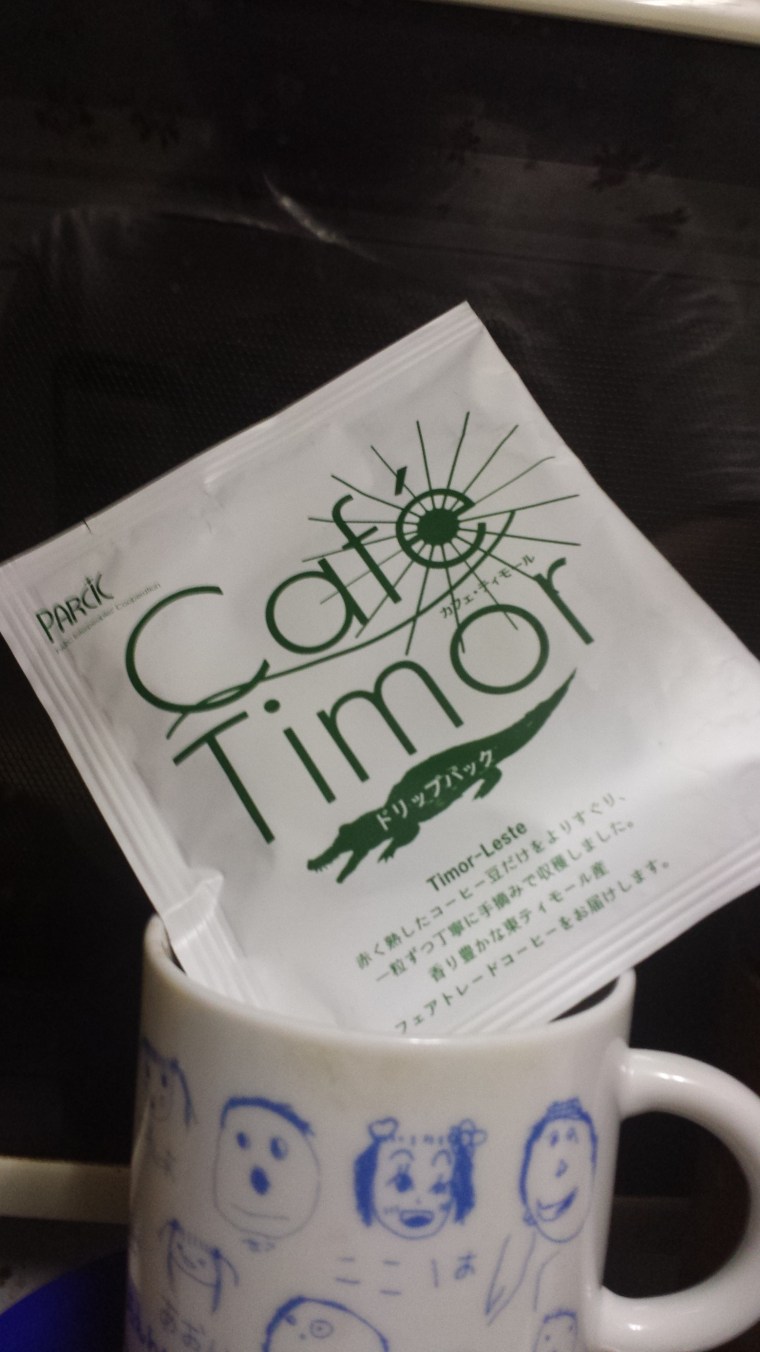 PARCIC
Café
カフェ・ティモール
Timor
ドリップパック
Timor-Leste
赤く熟したコーヒー豆だけをよりすぐり、
一粒ずつ丁寧に手摘みで収穫しました。
香り豊かな東ティモール産
フェアトレードコーヒーをお届けします。